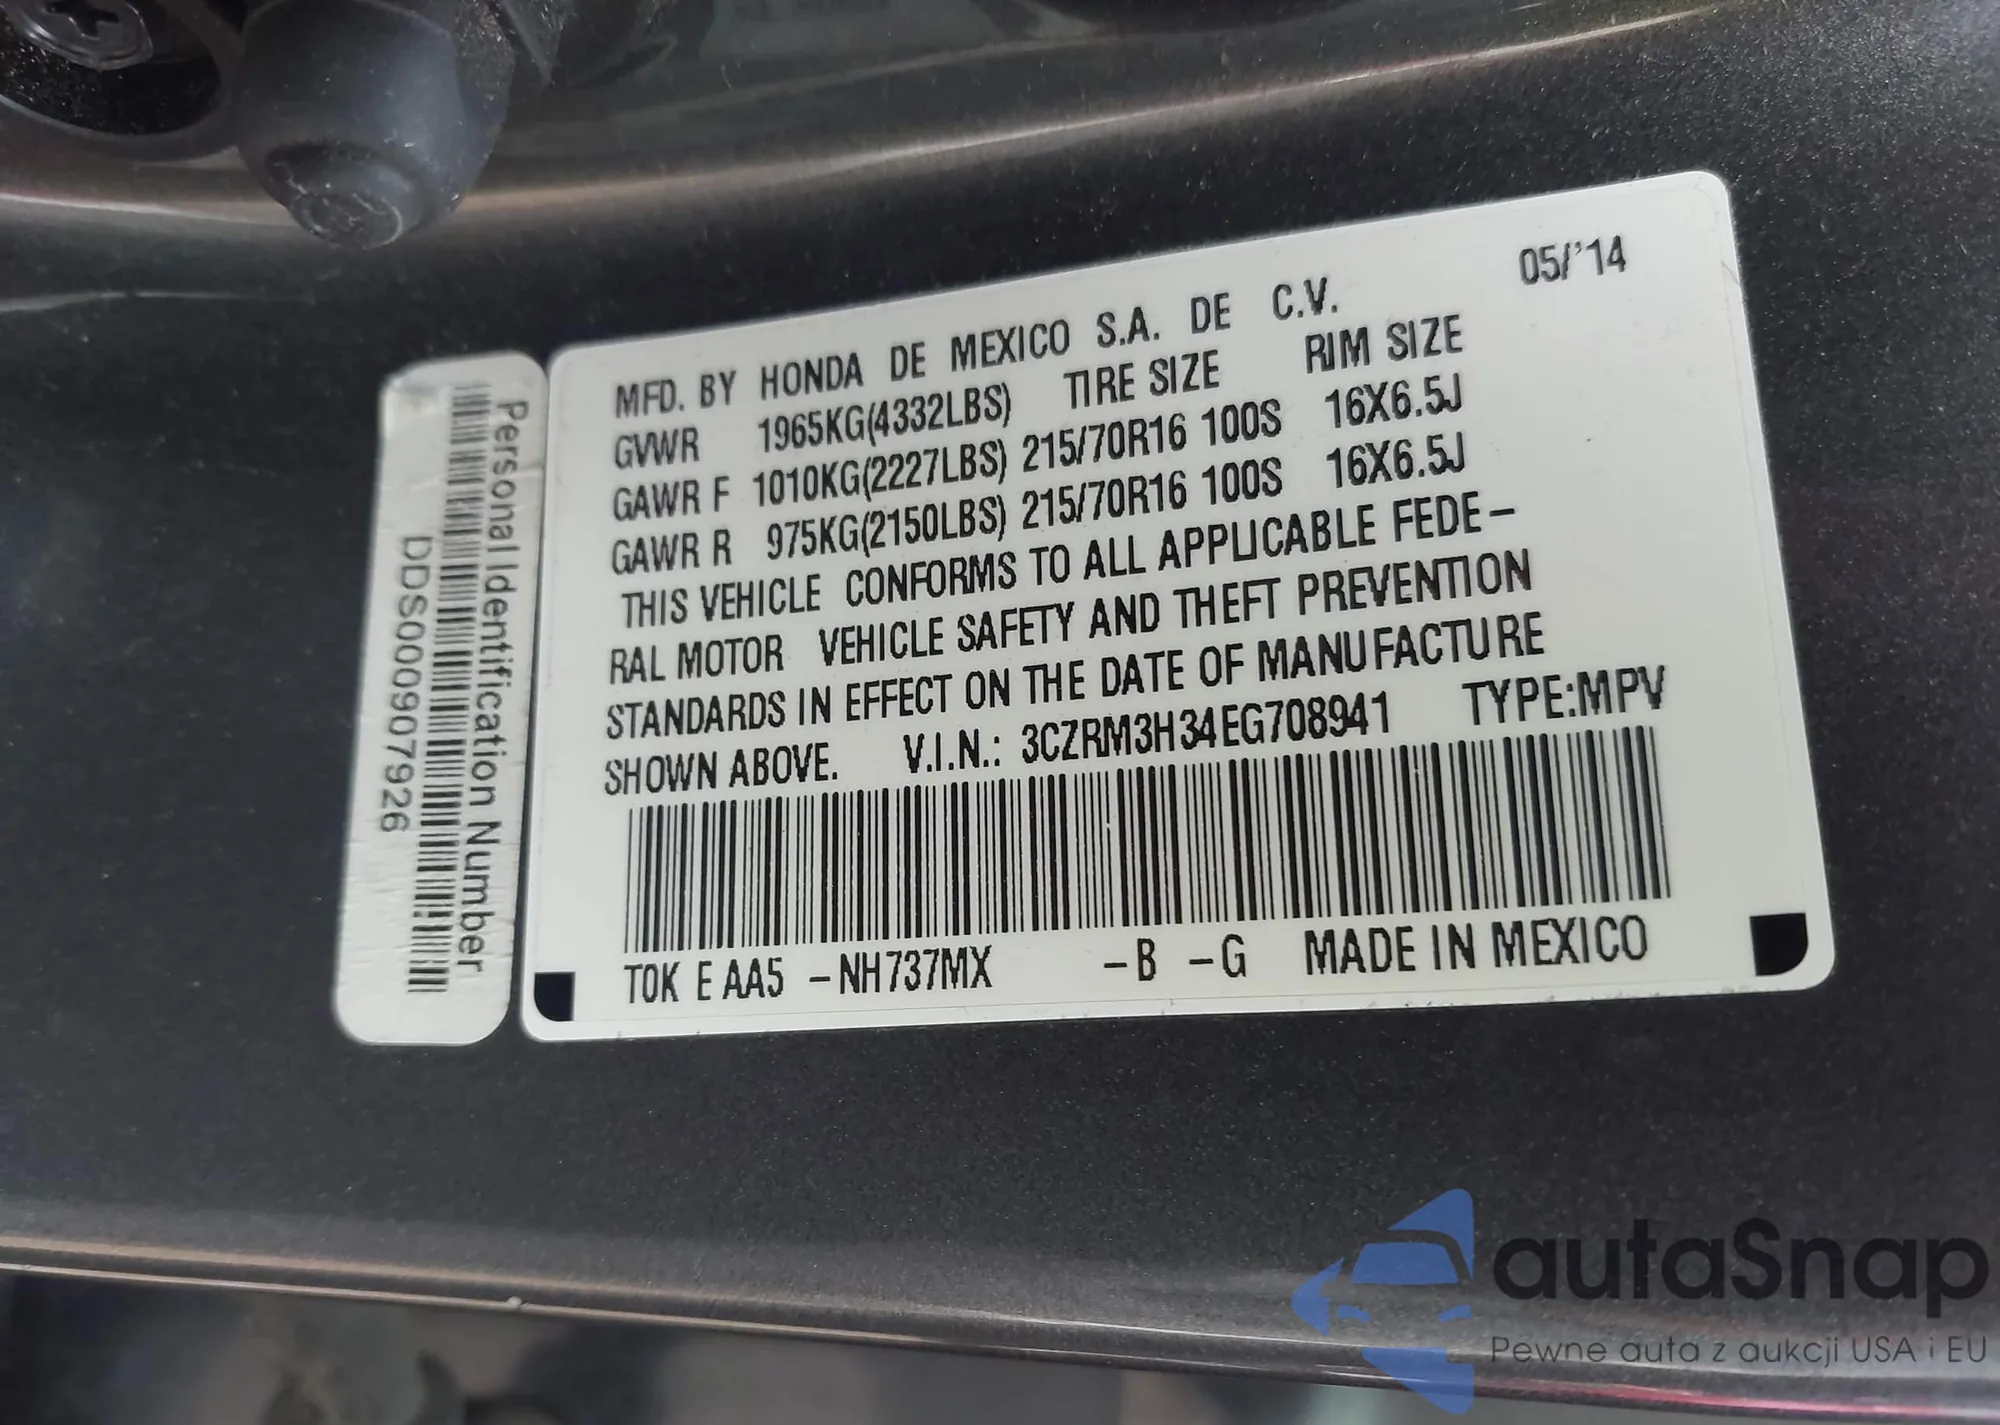 05/'14
MFD. BY HONDA DE MEXICO S.A. DE C.V.
GVWR 1965KG(4332LBS) TIRE SIZE RIM SIZE
GAWR F 1010KG(2227LBS) 215/70R16 100S 16X6.5J
GAWR R 975KG(2150LBS) 215/70R16 100S 16X6.5J
THIS VEHICLE CONFORMS TO ALL APPLICABLE FEDE-
RAL MOTOR VEHICLE SAFETY AND THEFT PREVENTION
STANDARDS IN EFFECT ON THE DATE OF MANUFACTURE
SHOWN ABOVE. V.I.N.: 3CZRM3H34EG708941 TYPE:MPV
T0K E AA5 -NH737MX -B -G MADE IN MEXICO
Personal Identification Number
DDS000907926
autaSnap
Pewne auta z aukcji USA i EU